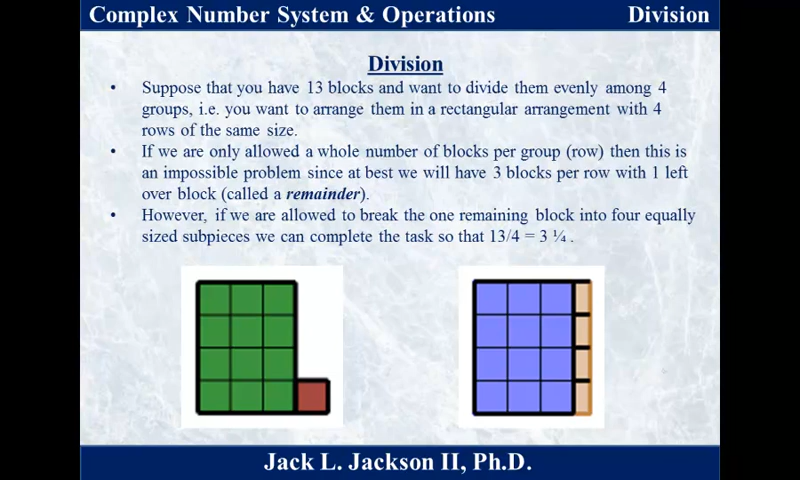 Complex Number System & Operations Division
Division
• Suppose that you have 13 blocks and want to divide them evenly among 4
groups, i.e. you want to arrange them in a rectangular arrangement with 4
rows of the same size.
• If we are only allowed a whole number of blocks per group (row) then this is
an impossible problem since at best we will have 3 blocks per row with 1 left
over block (called a remainder).
• However, if we are allowed to break the one remaining block into four equally
sized subpieces we can complete the task so that 13/4 = 3 ¼ .
Jack L. Jackson II, Ph.D.